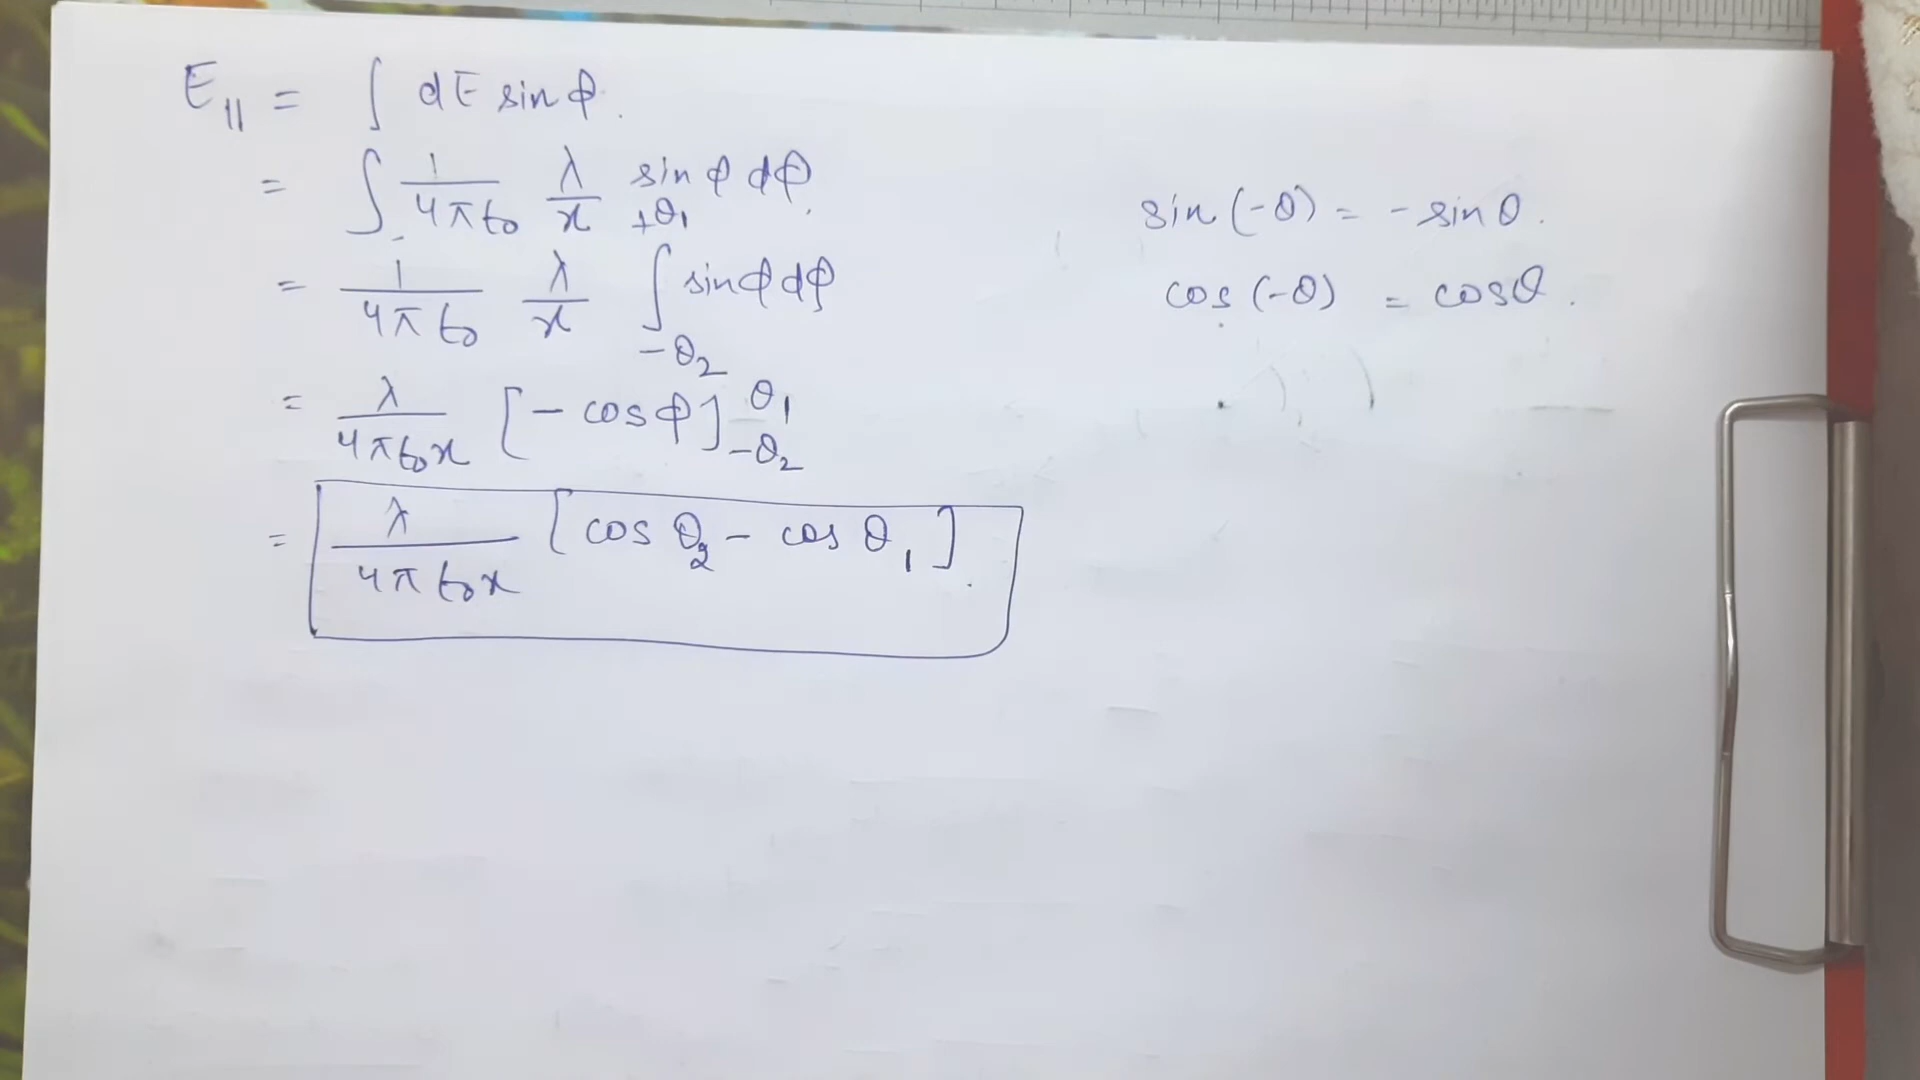 E|| = ∫ dE sin φ.
= ∫ 1/4πε₀ λ/x sin φ dφ.
= 1/4πε₀ λ/x ∫_{-θ₂}^{+θ₁} sin φ dφ
= λ/4πε₀x [- cos φ]_{-θ₂}^{θ₁}
= λ/4πε₀x [cos θ₂ - cos θ₁].
sin (-θ) = - sin θ.
cos (-θ) = cos θ.